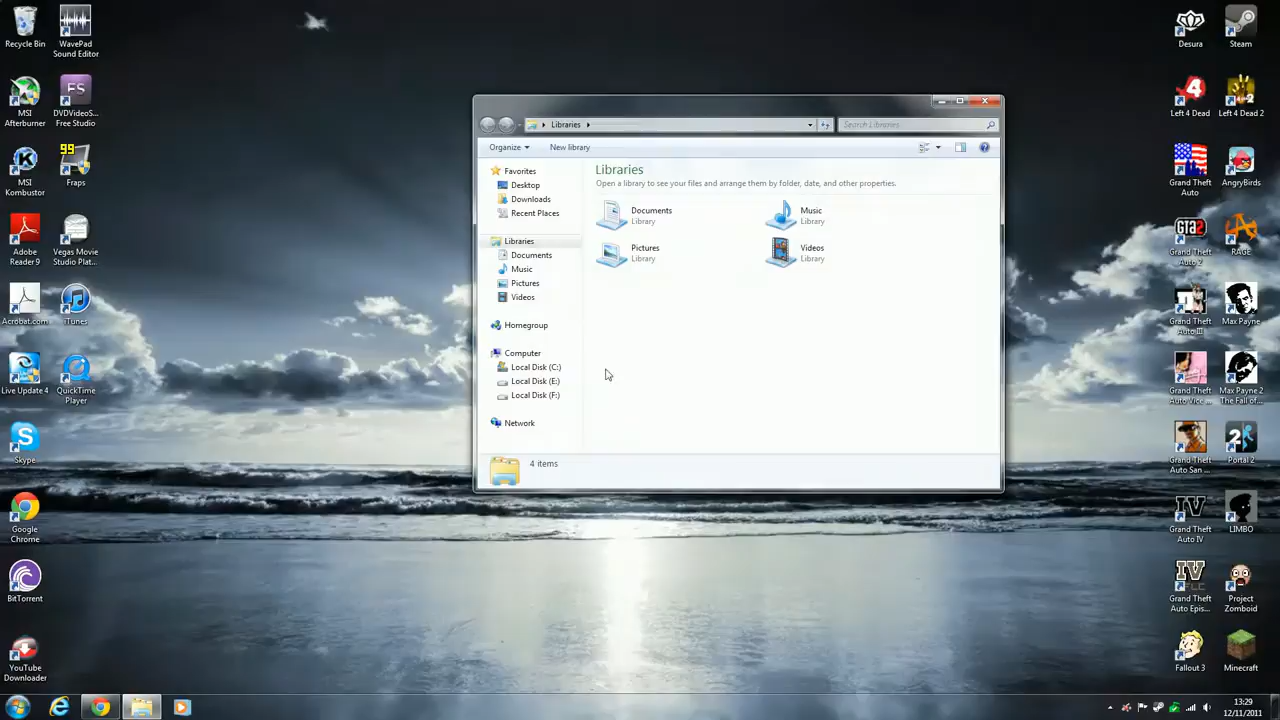 Recycle Bin
WavePad
Sound Editor
MSI
Afterburner
DVDVideoS...
Free Studio
MSI
Kombustor
99
Fraps
Adobe
Reader 9
Vegas Movie
Studio Plat...
Acrobat.com
iTunes
Live Update 4
QuickTime
Player
Skype
Google
Chrome
BitTorrent
YouTube
Downloader
Libraries
Search Libraries
Organize
New library
Favorites
Desktop
Downloads
Recent Places
Libraries
Documents
Music
Pictures
Videos
Homegroup
Computer
Local Disk (C:)
Local Disk (E:)
Local Disk (F:)
Network
Libraries
Open a library to see your files and arrange them by folder, date, and other properties.
Documents
Library
Music
Library
Pictures
Library
Videos
Library
4 items
Desura
Steam
Left 4 Dead
Left 4 Dead 2
Grand Theft
Auto
AngryBirds
Grand Theft
Auto 2
RAGE
Grand Theft
Auto III
Max Payne
Grand Theft
Auto Vice ...
Max Payne 2
The Fall of...
Grand Theft
Auto San ...
Portal 2
Grand Theft
Auto IV
LIMBO
Grand Theft
Auto Epis...
Project
Zomboid
Fallout 3
Minecraft
13:29
12/11/2011